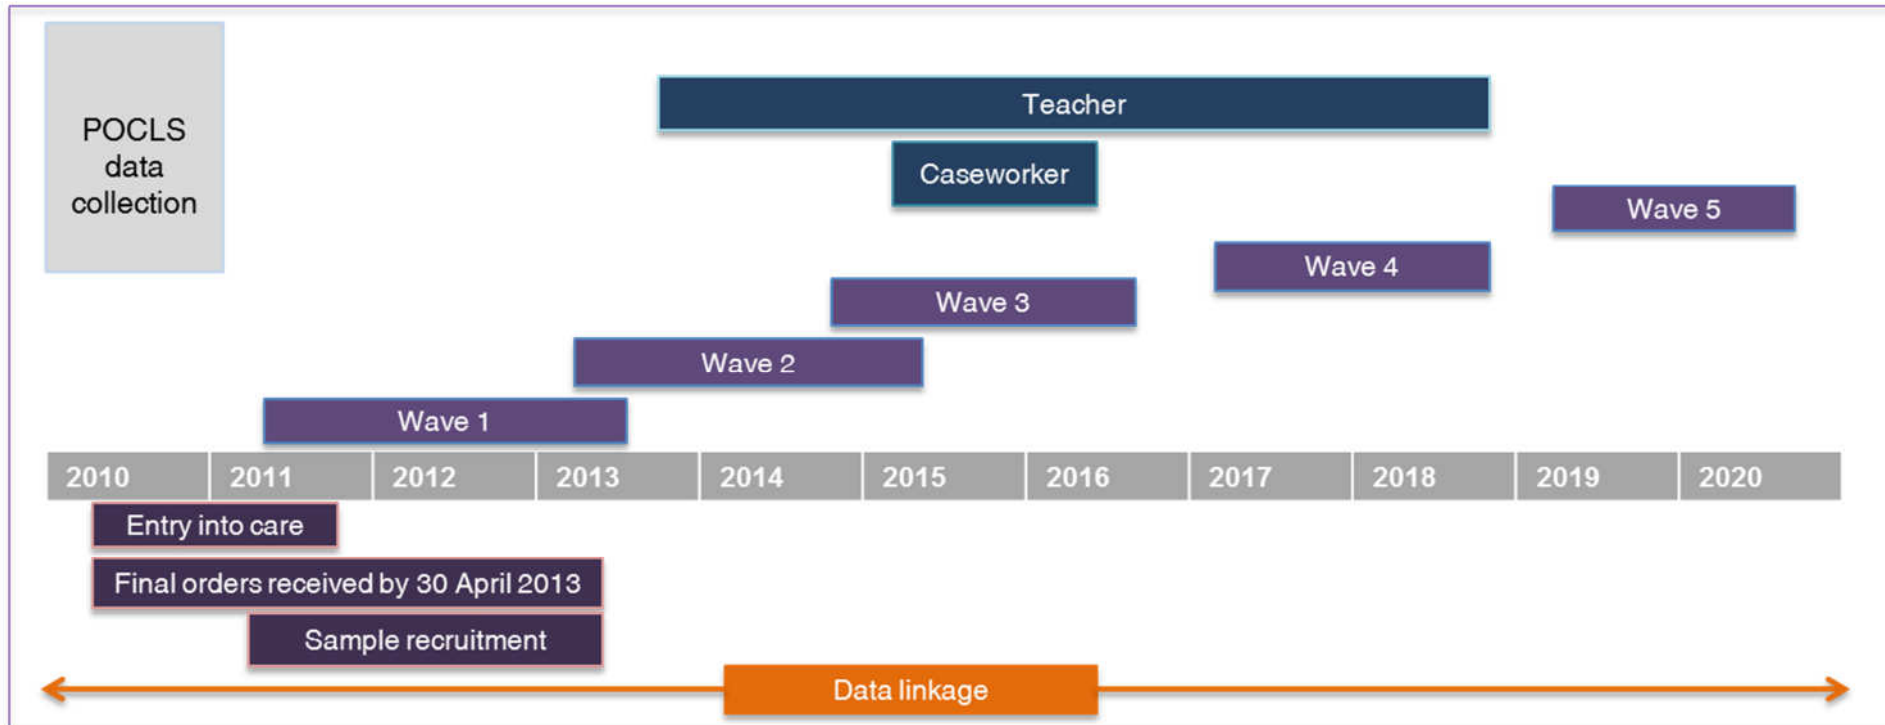 POCLS
data
collection
Teacher
Caseworker
Wave 5
Wave 4
Wave 3
Wave 2
Wave 1
2010 2011 2012 2013 2014 2015 2016 2017 2018 2019 2020
Entry into care
Final orders received by 30 April 2013
Sample recruitment
Data linkage